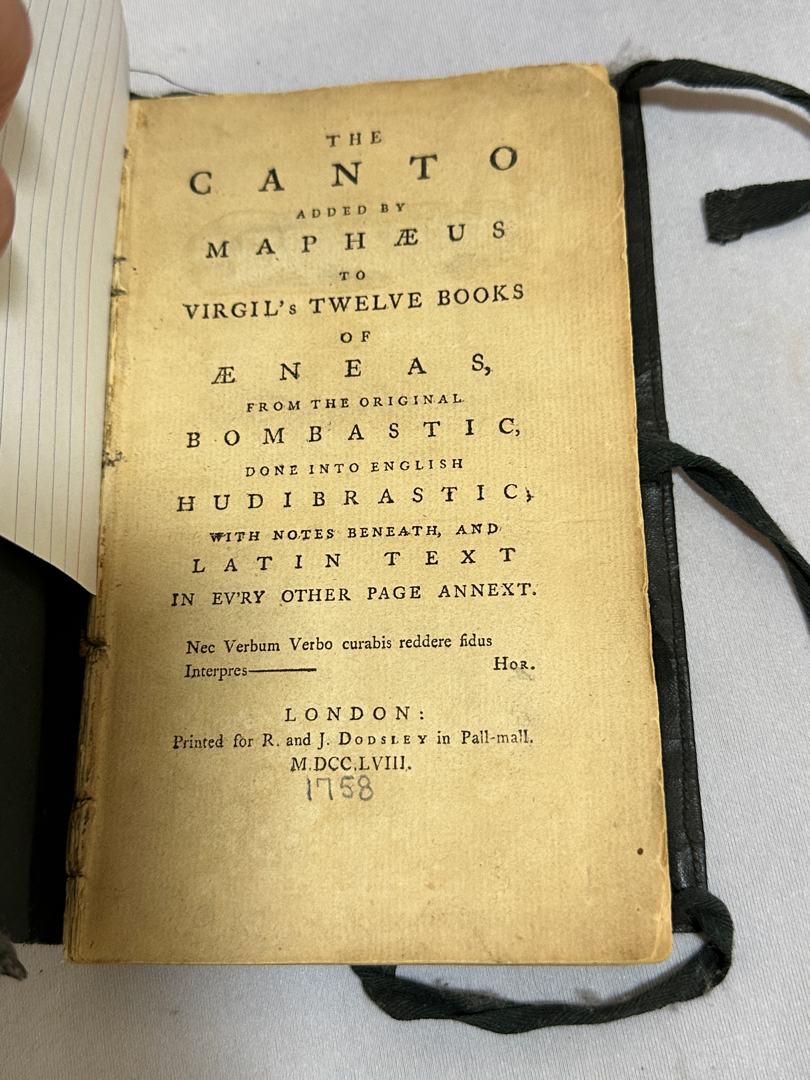 THE
CANTO
ADDED BY
MAPHÆUS
TO
VIRGIL's TWELVE BOOKS
OF
ÆNEAS,
FROM THE ORIGINAL
BOMBASTIC,
DONE INTO ENGLISH
HUDIBRASTIC;
WITH NOTES BENEATH, AND
LATIN TEXT
IN EV'RY OTHER PAGE ANNEXT.
Nec Verbum Verbo curabis reddere fidus
Interpres——— HOR.
LONDON:
Printed for R. and J. DODSLEY in Pall-mall.
M.DCC.LVIII.
1758